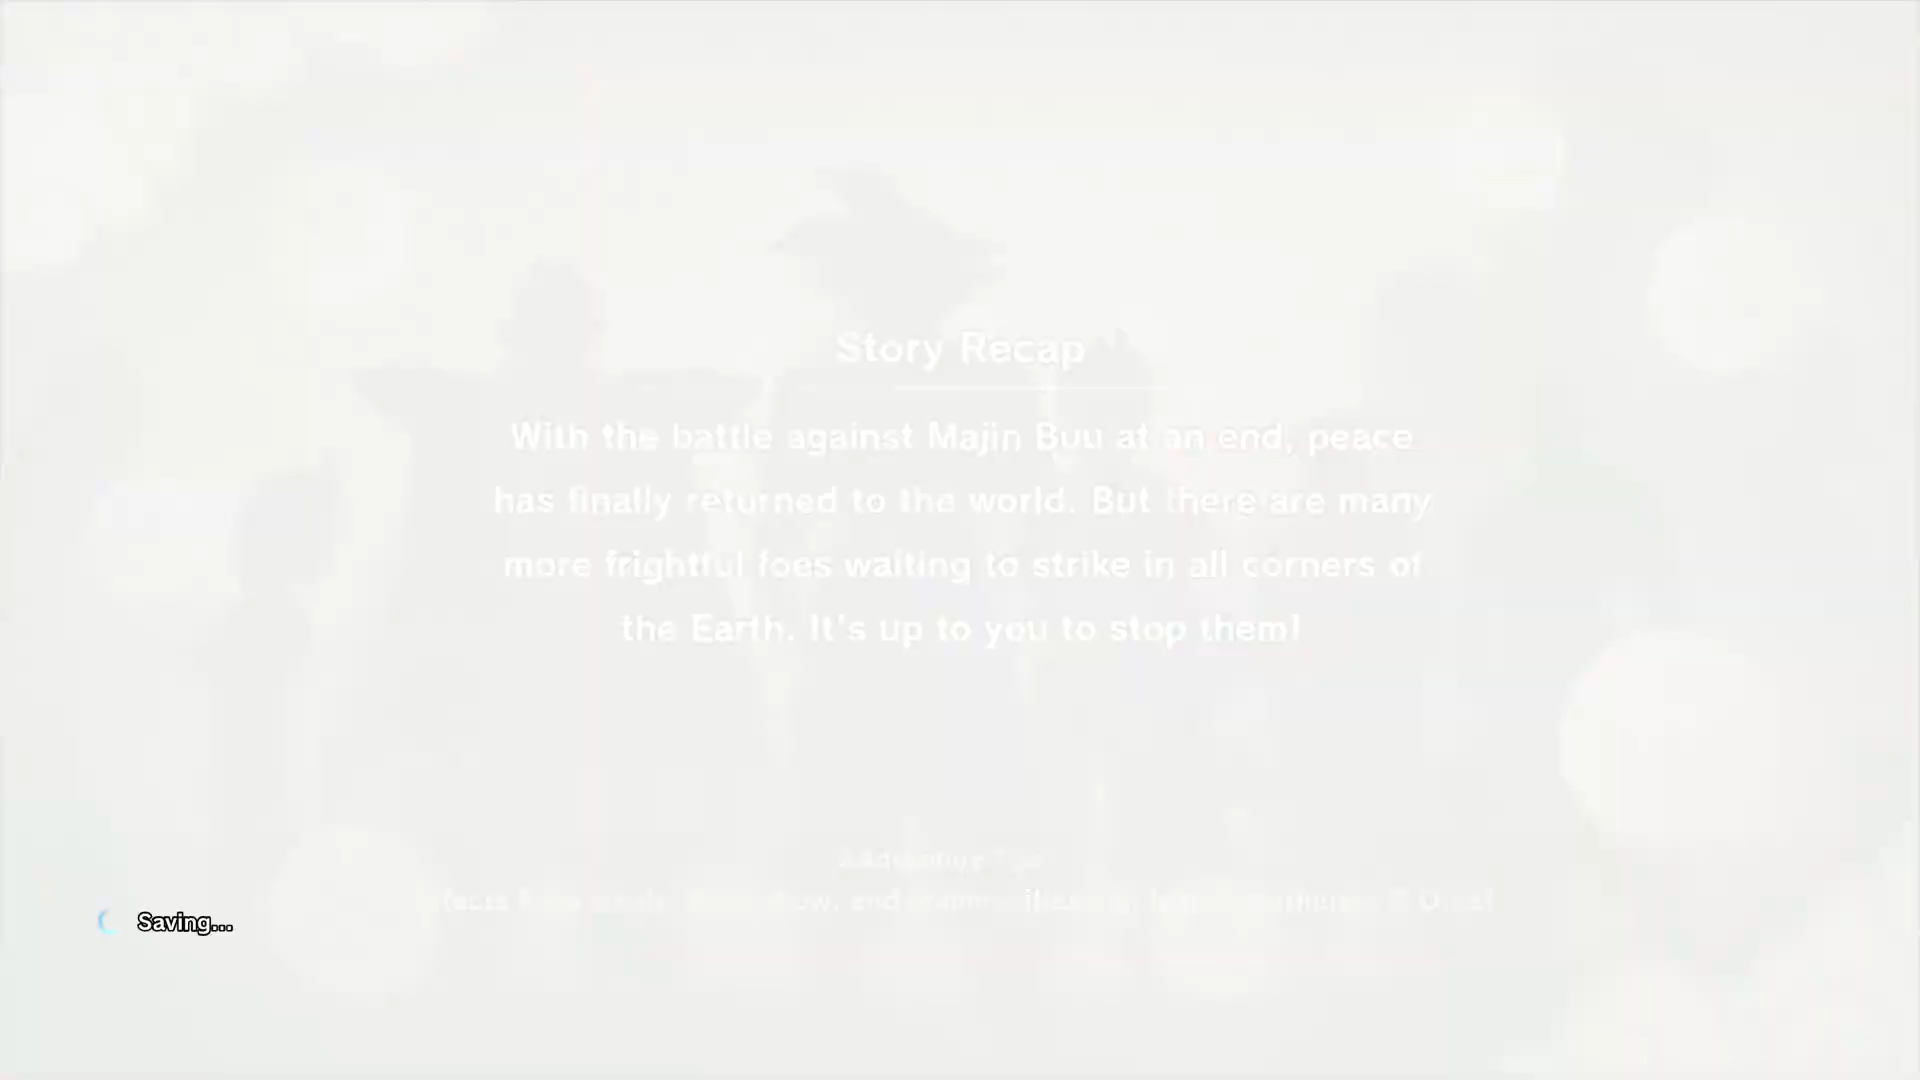 Story Recap
With the battle against Majin Buu at an end, peace
has finally returned to the world. But there are many
more frightful foes waiting to strike in all corners of
the Earth. It's up to you to stop them!
Saving...